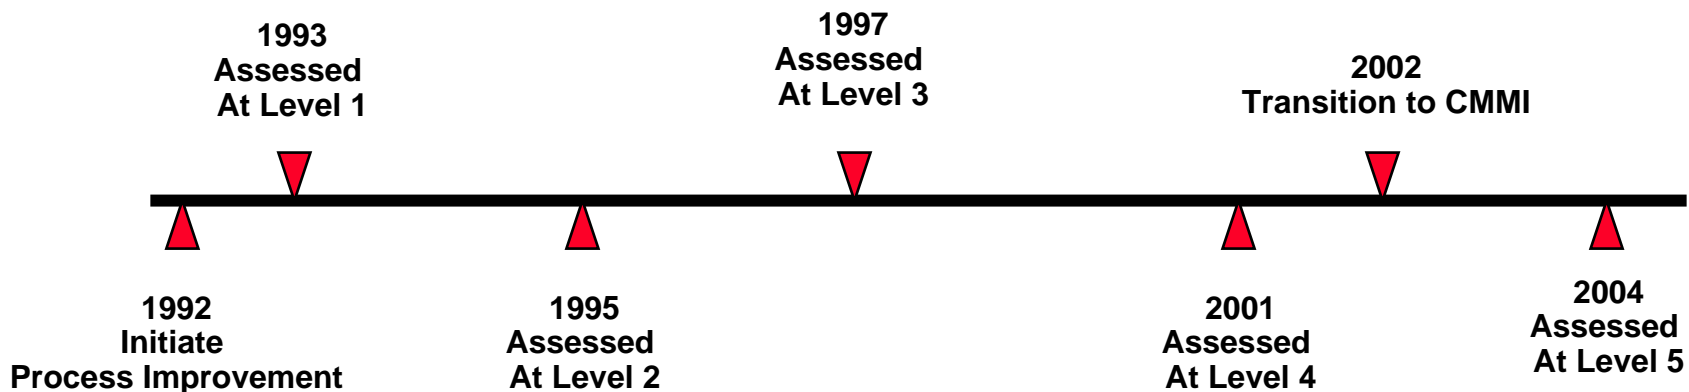 1993
Assessed
At Level 1
1997
Assessed
At Level 3
2002
Transition to CMMI
1992
Initiate
Process Improvement
1995
Assessed
At Level 2
2001
Assessed
At Level 4
2004
Assessed
At Level 5